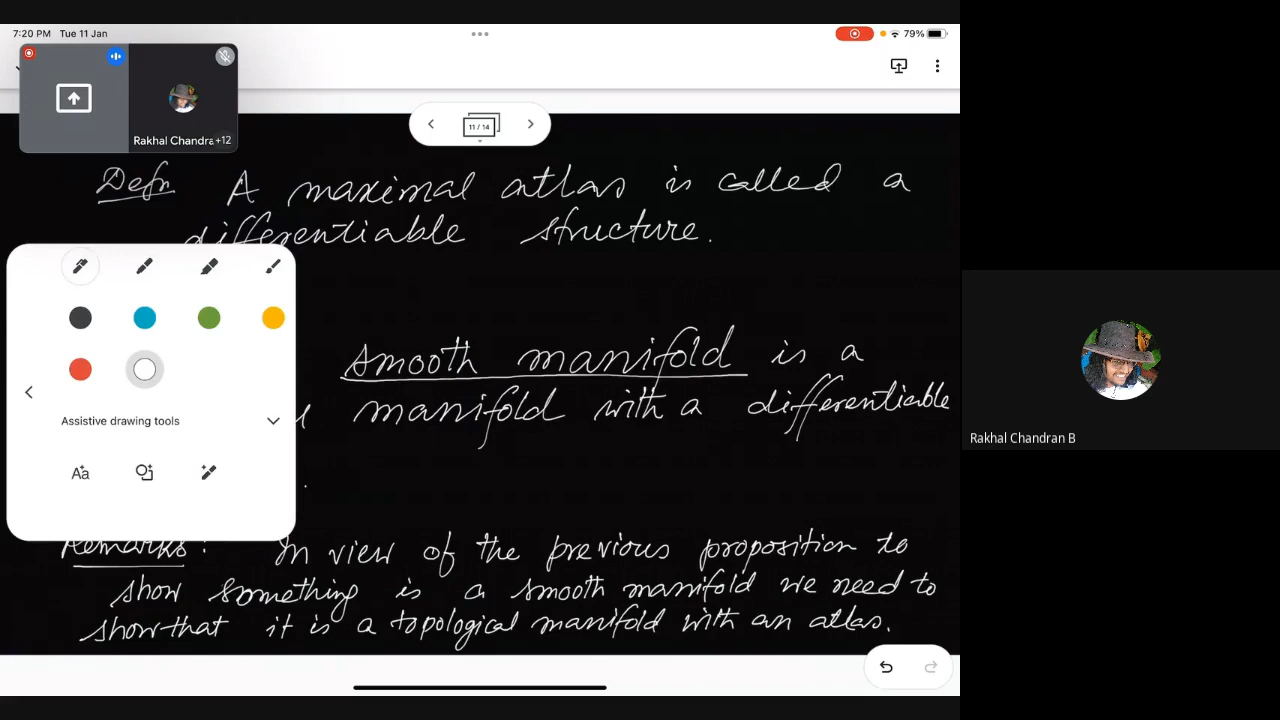 7:20 PM Tue 11 Jan
79%
Rakhal Chandra +12
11 / 14
Defn. A maximal atlas is called a
differentiable structure.
smooth manifold is a
manifold with a differentiable
.
Assistive drawing tools
Aa
Remarks: In view of the previous proposition to
show something is a smooth manifold we need to
show that it is a topological manifold with an atlas.
Rakhal Chandran B